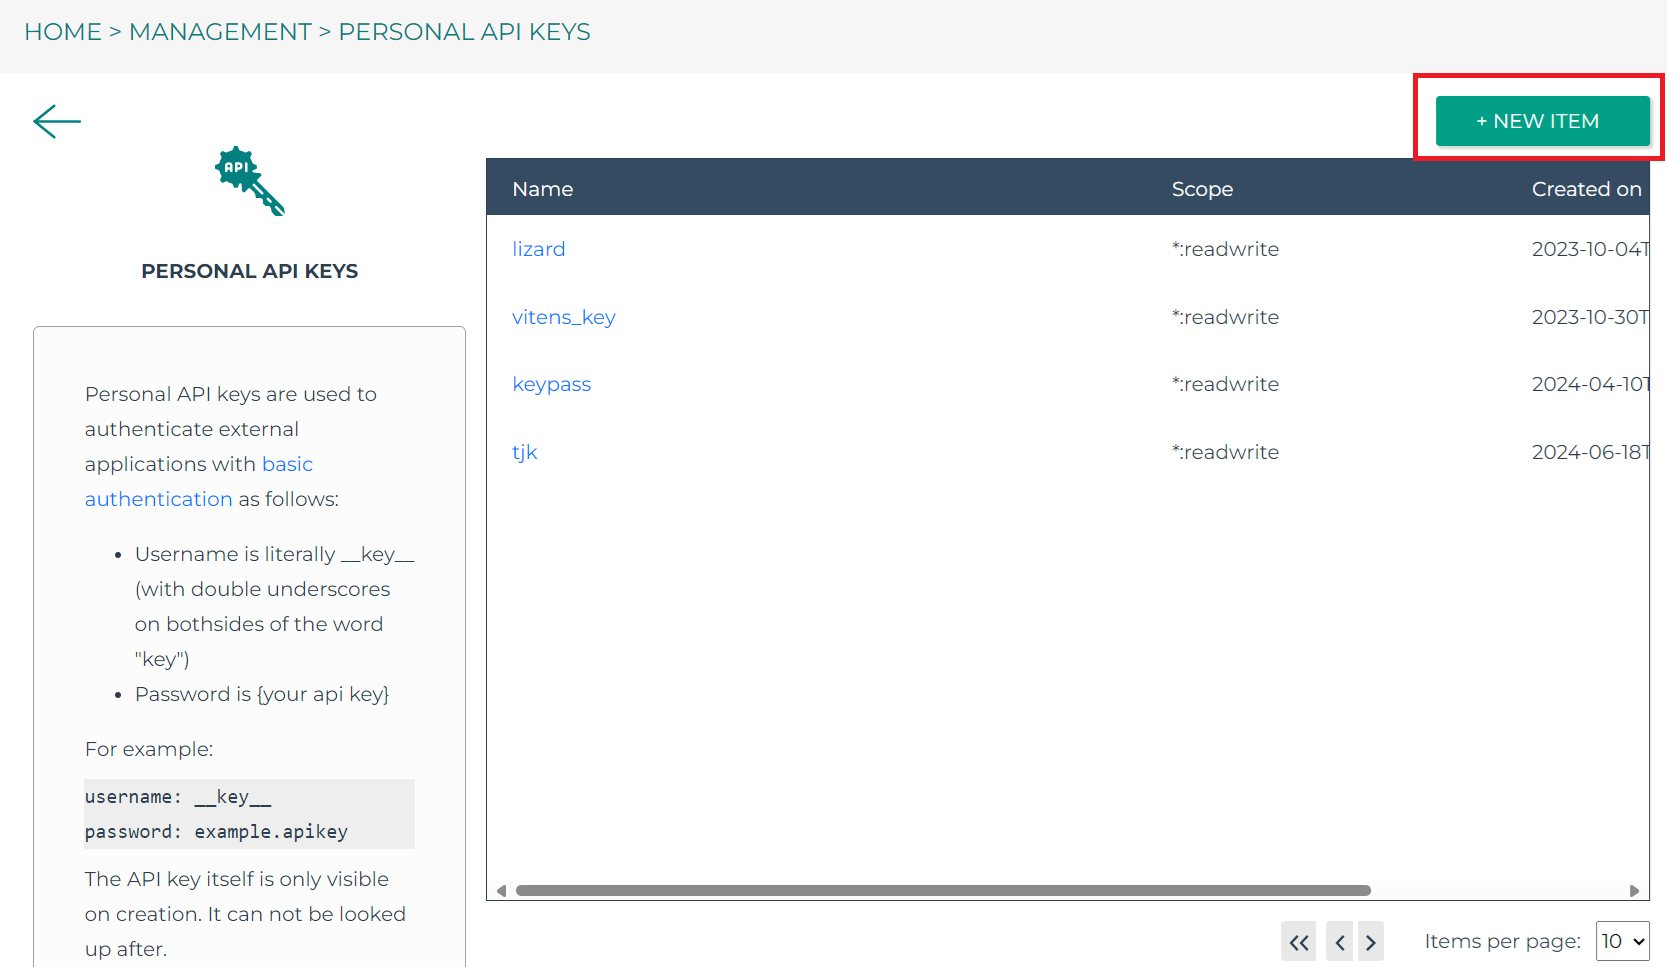 HOME > MANAGEMENT > PERSONAL API KEYS
+ NEW ITEM
API
PERSONAL API KEYS
Personal API keys are used to
authenticate external
applications with basic
authentication as follows:
• Username is literally __key__
(with double underscores
on bothsides of the word
"key")
• Password is {your api key}
For example:
username: __key__
password: example.apikey
The API key itself is only visible
on creation. It can not be looked
up after.
Name Scope Created on
lizard *:readwrite 2023-10-04T
vitens_key *:readwrite 2023-10-30T
keypass *:readwrite 2024-04-10T
tjk *:readwrite 2024-06-18T
Items per page: 10